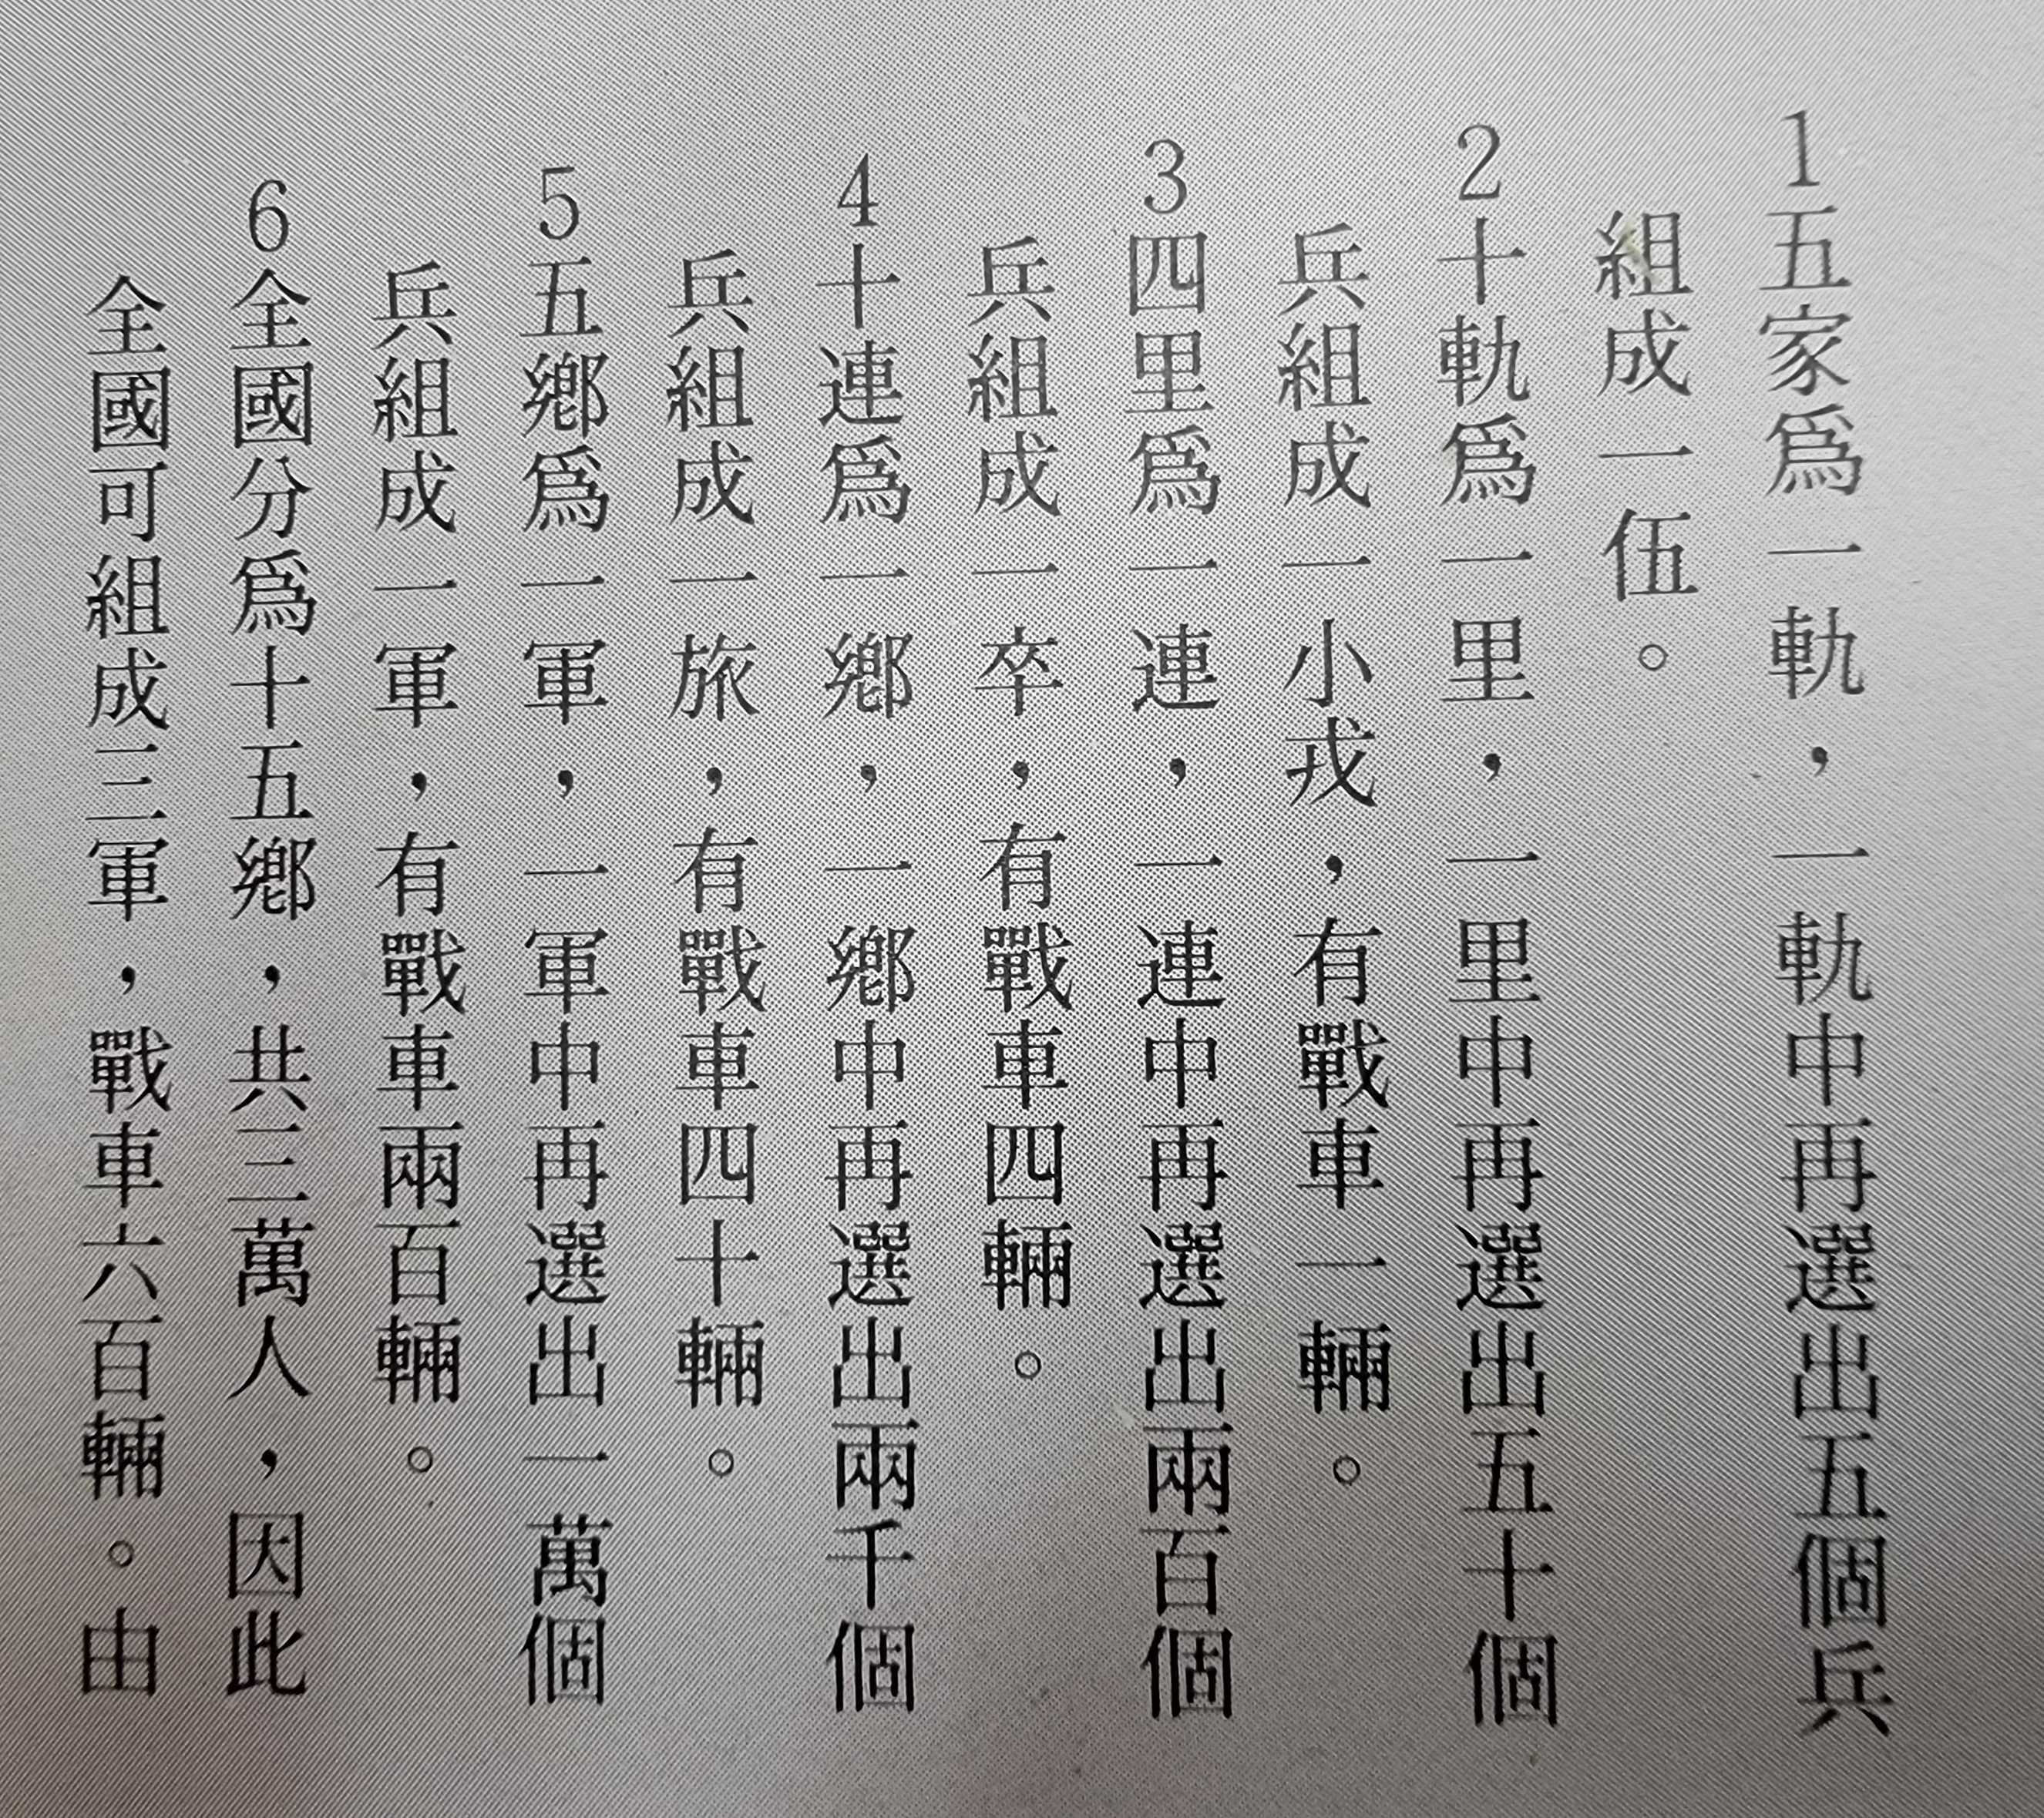 1五家爲一軌，一軌中再選出五個兵
組成一伍。
2十軌爲一里，一里中再選出五十個
兵組成一小戎，有戰車一輛。
3四里爲一連，一連中再選出兩百個
兵組成一卒，有戰車四輛。
4十連爲一鄉，一鄉中再選出兩千個
兵組成一旅，有戰車四十輛。
5五鄉爲一軍，一軍中再選出一萬個
兵組成一軍，有戰車兩百輛。
6全國分爲十五鄉，共三萬人，因此
全國可組成三軍，戰車六百輛。由